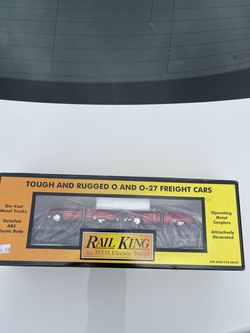 TOUGH AND RUGGED O AND O-27 FREIGHT CARS
Die-Cast
Metal Trucks
Detailed
ABS
Plastic Body
Operating
Metal
Couplers
Attractively
Decorated
RAIL KING
By MTH Electric Trains